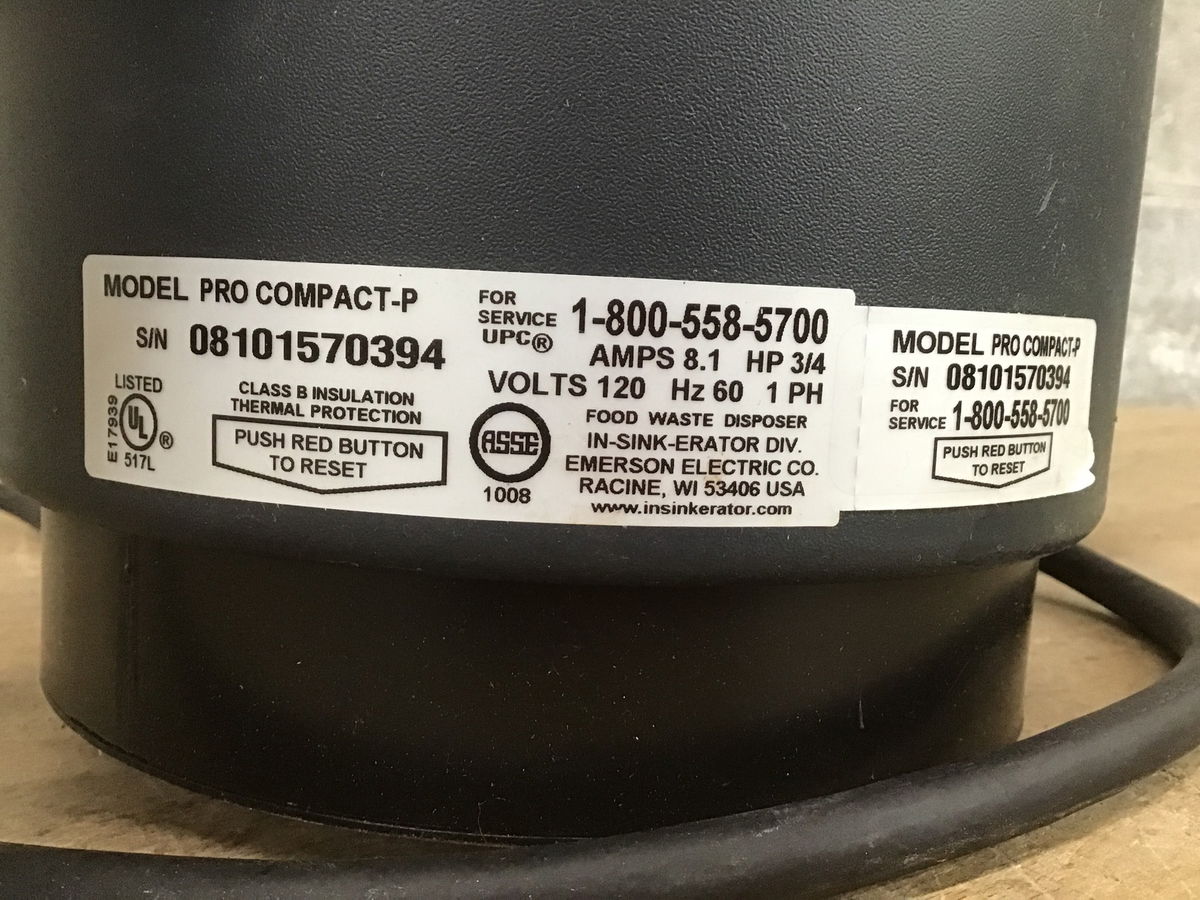 MODEL PRO COMPACT-P
S/N 08101570394
LISTED
UL ®
E17939
517L
CLASS B INSULATION
THERMAL PROTECTION
PUSH RED BUTTON
TO RESET
FOR
SERVICE 1-800-558-5700
UPC®
AMPS 8.1 HP 3/4
VOLTS 120 Hz 60 1 PH
ASSE
1008
FOOD WASTE DISPOSER
IN-SINK-ERATOR DIV.
EMERSON ELECTRIC CO.
RACINE, WI 53406 USA
www.insinkerator.com
MODEL PRO COMPACT-P
S/N 08101570394
FOR
SERVICE 1-800-558-5700
PUSH RED BUTTON
TO RESET